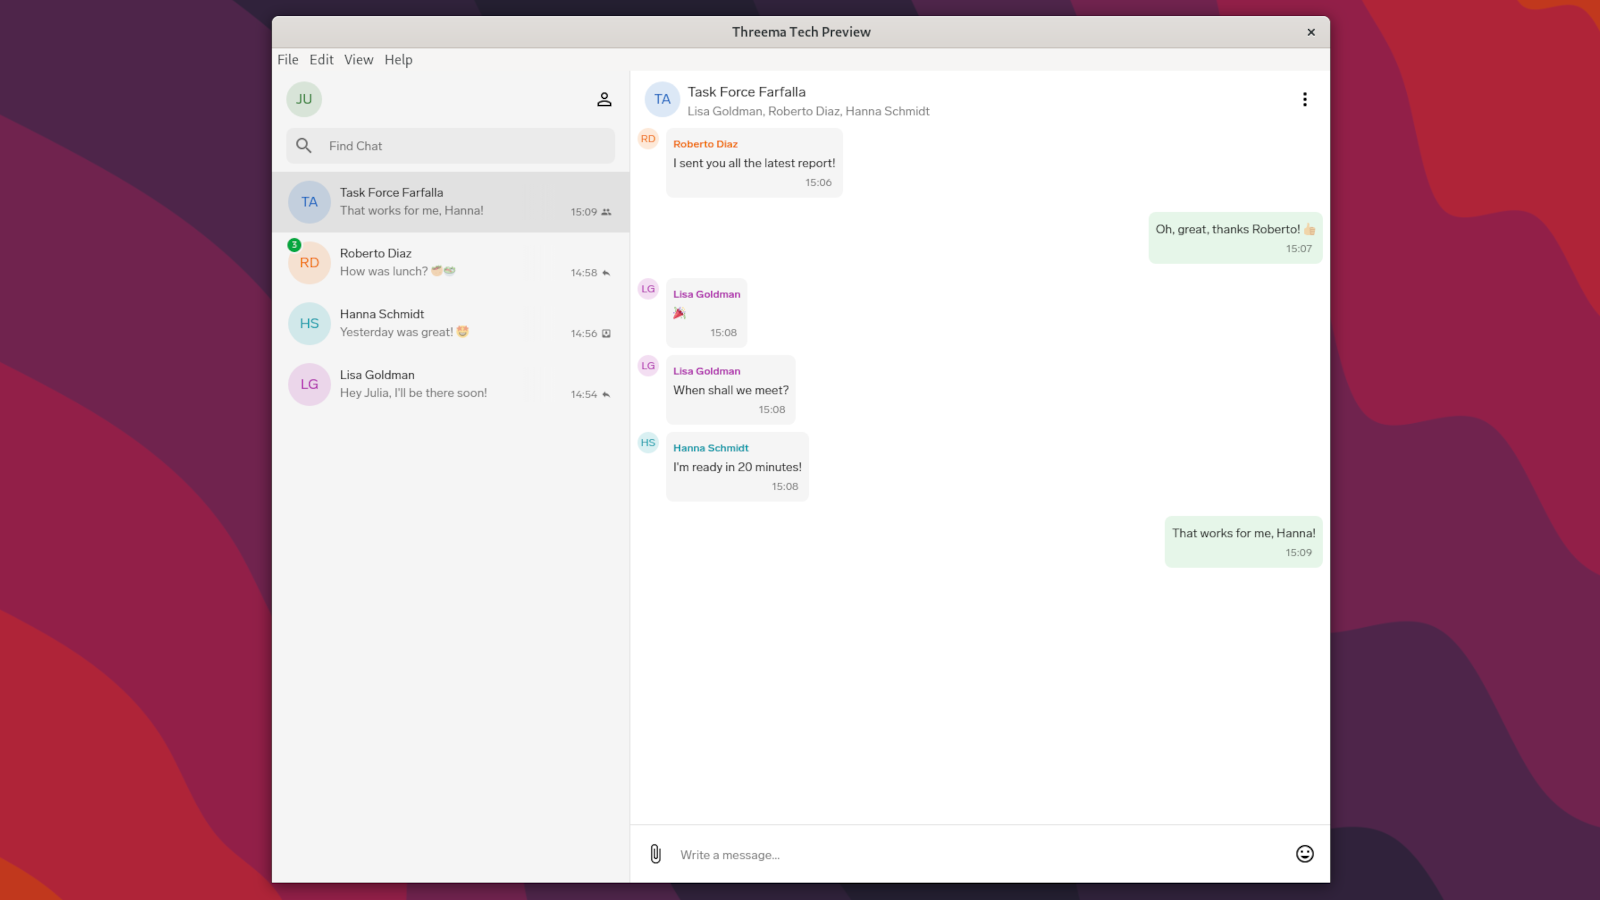 Threema Tech Preview
File Edit View Help
JU
Find Chat
TA
Task Force Farfalla
That works for me, Hanna!
15:09
3
RD
Roberto Diaz
How was lunch?
14:58
HS
Hanna Schmidt
Yesterday was great! 🤩
14:56
LG
Lisa Goldman
Hey Julia, I'll be there soon!
14:54
TA
Task Force Farfalla
Lisa Goldman, Roberto Diaz, Hanna Schmidt
RD
Roberto Diaz
I sent you all the latest report!
15:06
Oh, great, thanks Roberto! 👍
15:07
LG
Lisa Goldman
🎉
15:08
LG
Lisa Goldman
When shall we meet?
15:08
HS
Hanna Schmidt
I'm ready in 20 minutes!
15:08
That works for me, Hanna!
15:09
Write a message...